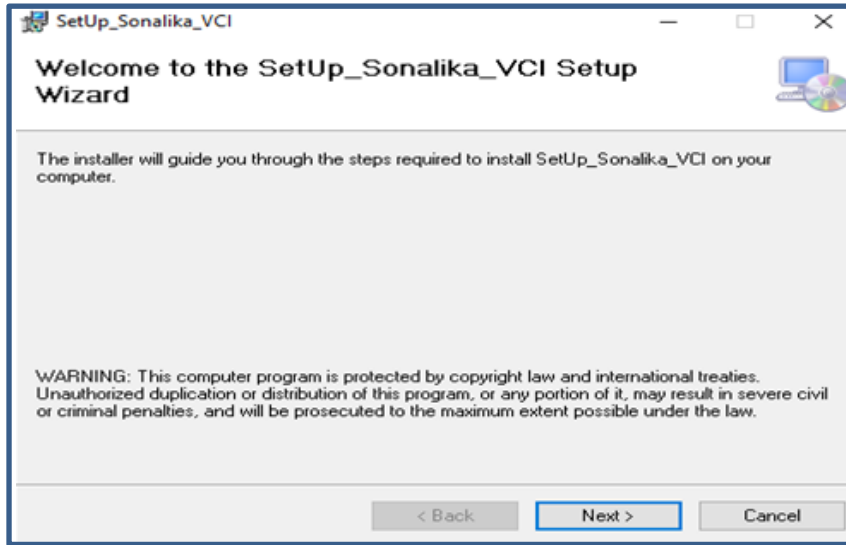 SetUp_Sonalika_VCI
Welcome to the SetUp_Sonalika_VCI Setup
Wizard
The installer will guide you through the steps required to install SetUp_Sonalika_VCI on your
computer.
WARNING: This computer program is protected by copyright law and international treaties.
Unauthorized duplication or distribution of this program, or any portion of it, may result in severe civil
or criminal penalties, and will be prosecuted to the maximum extent possible under the law.
< Back Next > Cancel